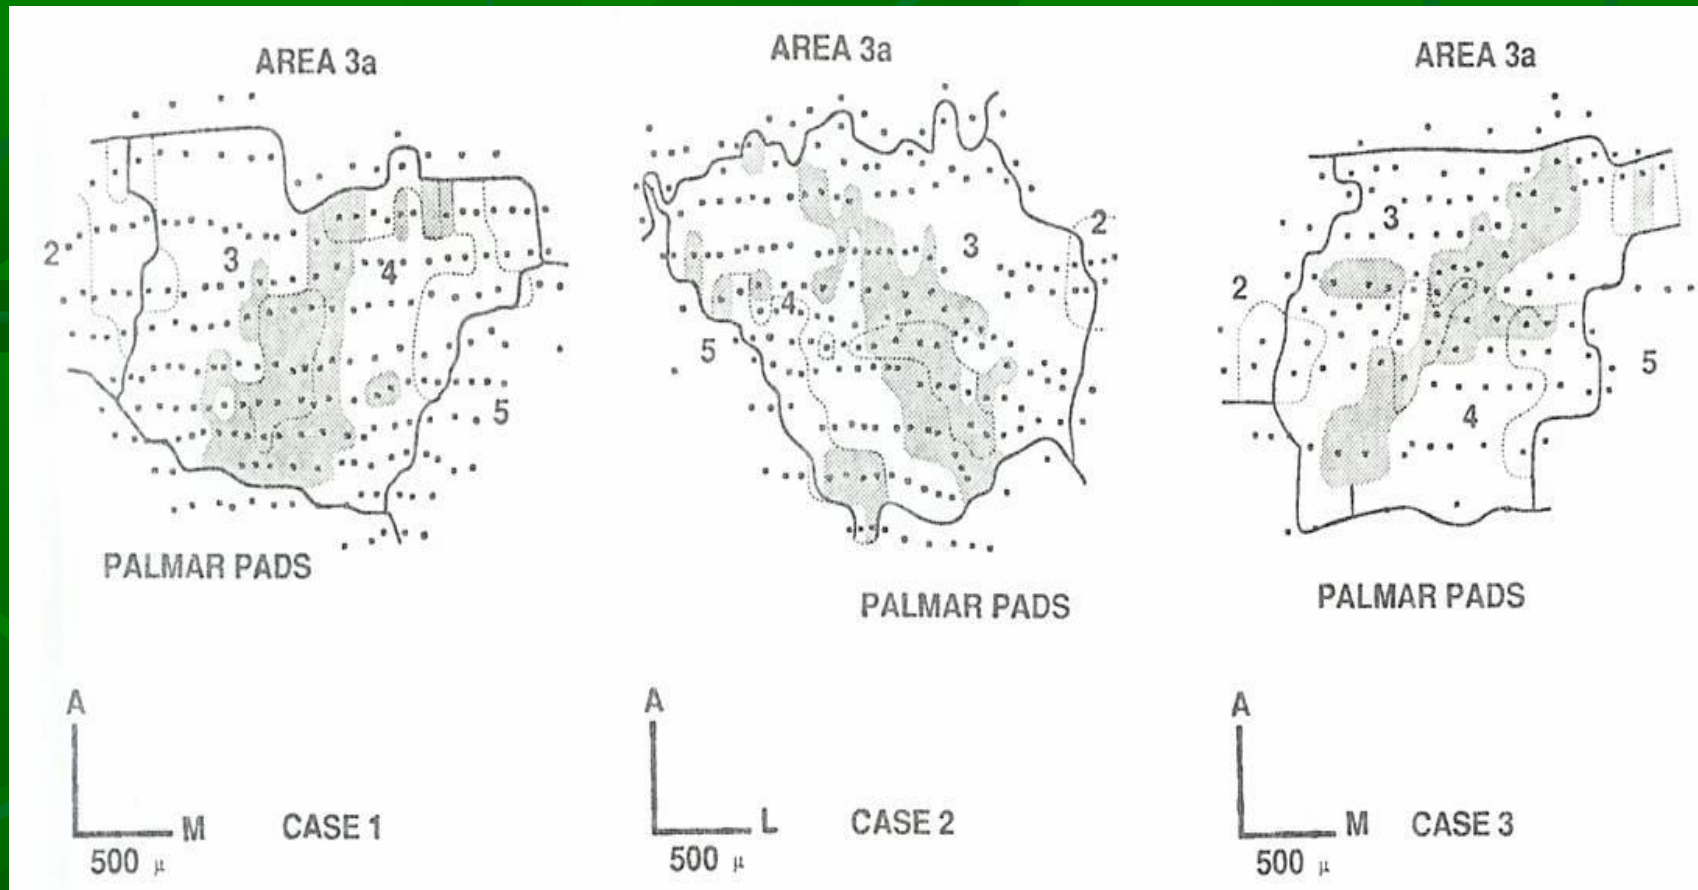 AREA 3a
2
3
4
5
PALMAR PADS
A
M
500 μ
CASE 1
AREA 3a
2
3
4
5
PALMAR PADS
A
L
500 μ
CASE 2
AREA 3a
3
2
5
4
PALMAR PADS
A
M
500 μ
CASE 3